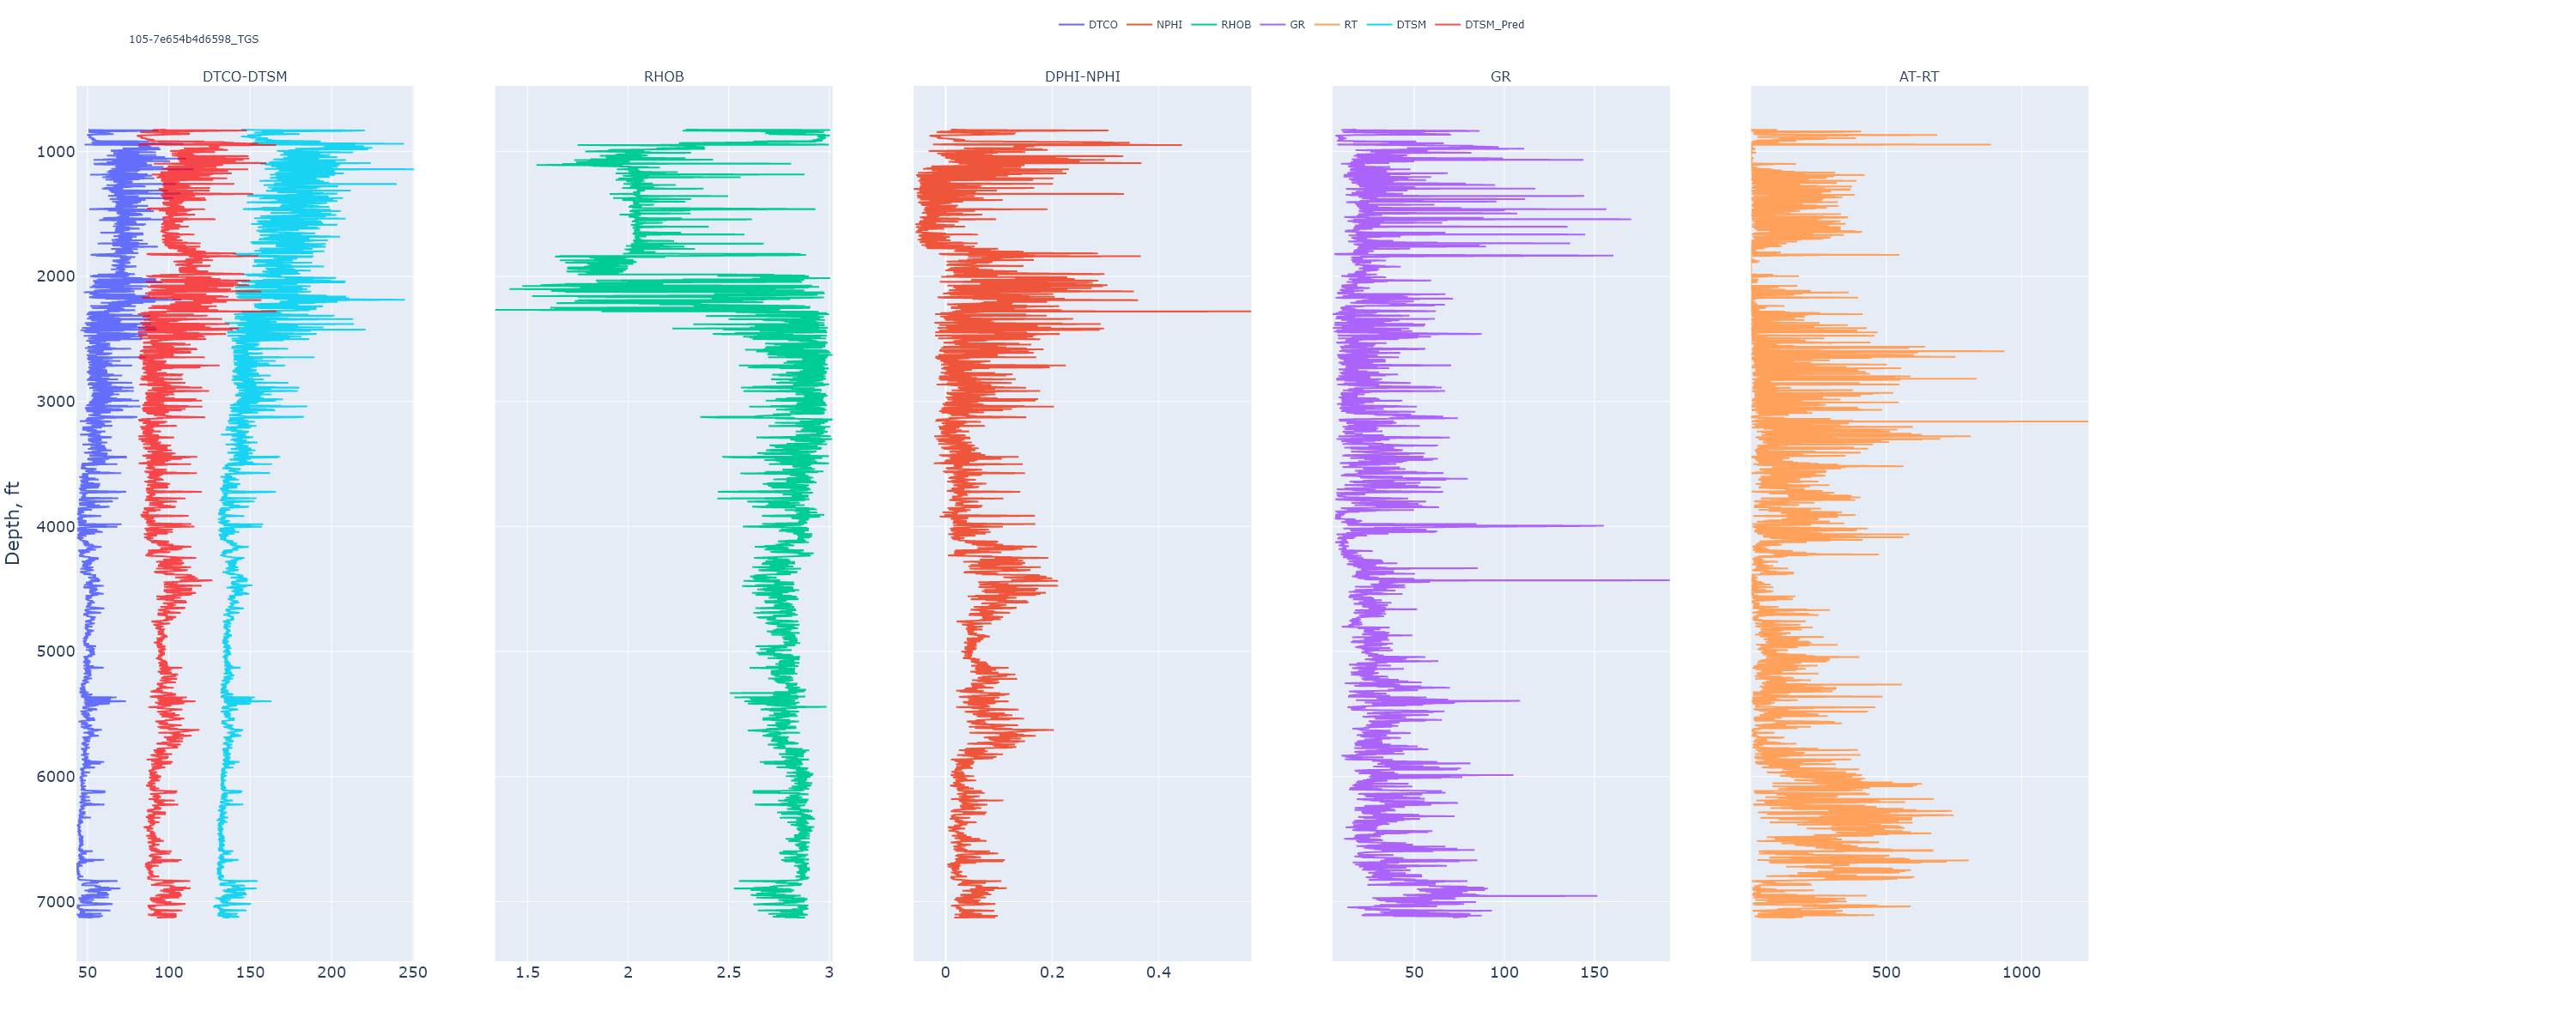 DTCO NPHI RHOB GR RT DTSM DTSM_Pred
105-7e654b4d6598_TGS
DTCO-DTSM RHOB DPHI-NPHI GR AT-RT
1000
2000
3000
4000
5000
6000
7000
Depth, ft
50 100 150 200 250 1.5 2 2.5 3 0 0.2 0.4 50 100 150 500 1000